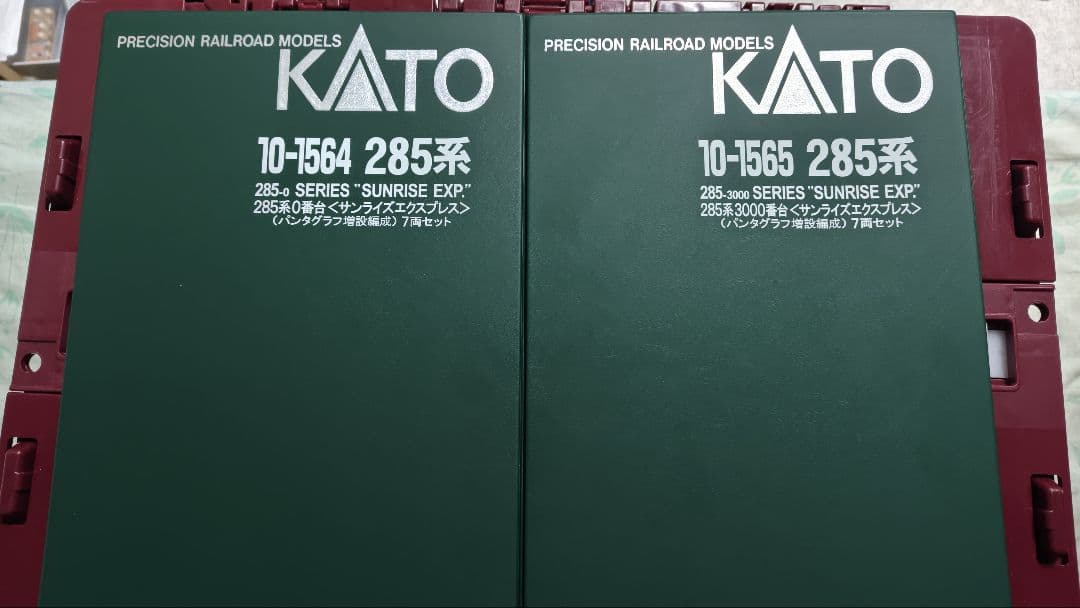 PRECISION RAILROAD MODELS
KATO
10-1564 285系
285-0 SERIES "SUNRISE EXP."
285系0番台<サンライズエクスプレス>
(パンタグラフ増設編成) 7両セット
PRECISION RAILROAD MODELS
KATO
10-1565 285系
285-3000 SERIES "SUNRISE EXP."
285系3000番台<サンライズエクスプレス>
(パンタグラフ増設編成) 7両セット